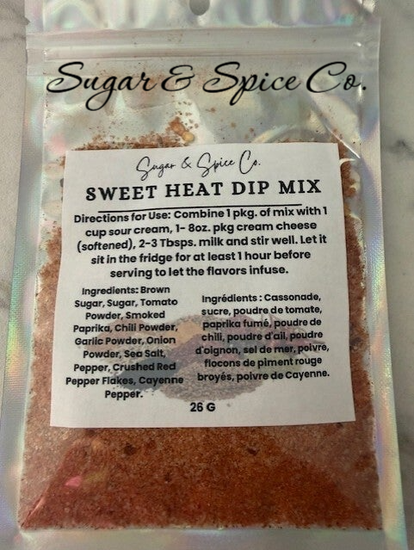 Sugar & Spice Co.
Sugar & Spice Co.
SWEET HEAT DIP MIX
Directions for Use: Combine 1 pkg. of mix with 1
cup sour cream, 1- 8oz. pkg cream cheese
(softened), 2-3 Tbsps. milk and stir well. Let it
sit in the fridge for at least 1 hour before
serving to let the flavors infuse.
Ingredients: Brown
Sugar, Sugar, Tomato
Powder, Smoked
Paprika, Chili Powder,
Garlic Powder, Onion
Powder, Sea Salt,
Pepper, Crushed Red
Pepper Flakes, Cayenne
Pepper.
Ingrédients : Cassonade,
sucre, poudre de tomate,
paprika fumé, poudre de
chili, poudre d'ail, poudre
d'oignon, sel de mer, poivre,
flocons de piment rouge
broyés, poivre de Cayenne.
26 G